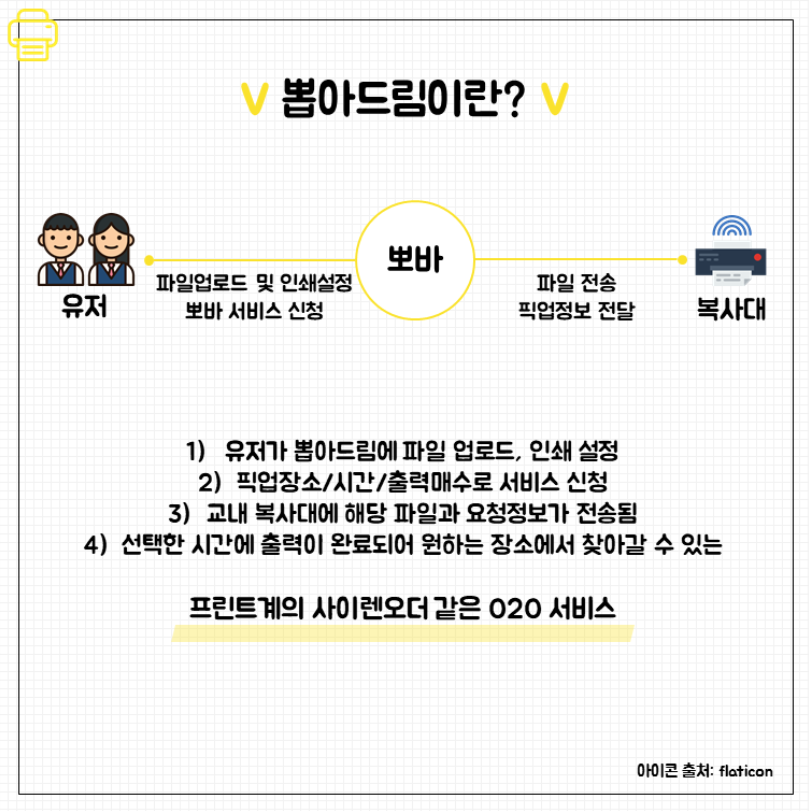 V 뽑아드림이란? V
뽀바
파일업로드 및 인쇄설정
뽀바 서비스 신청
파일 전송
픽업정보 전달
유저
복사대
1) 유저가 뽑아드림에 파일 업로드, 인쇄 설정
2) 픽업장소/시간/출력매수로 서비스 신청
3) 교내 복사대에 해당 파일과 요청정보가 전송됨
4) 선택한 시간에 출력이 완료되어 원하는 장소에서 찾아갈 수 있는
프린트계의 사이렌오더 같은 O2O 서비스
아이콘 출처: flaticon